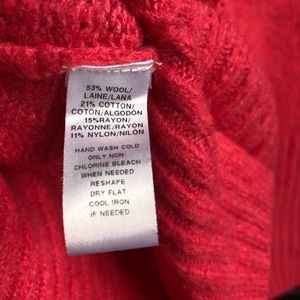 53% WOOL/
LAINE/LANA
21% COTTON/
COTON/ALGODÓN
15%RAYON/
RAYONNE/RAYÓN
11% NYLON/NILÓN
HAND WASH COLD
ONLY NON-
CHLORINE BLEACH
WHEN NEEDED
RESHAPE
DRY FLAT
COOL IRON
IF NEEDED